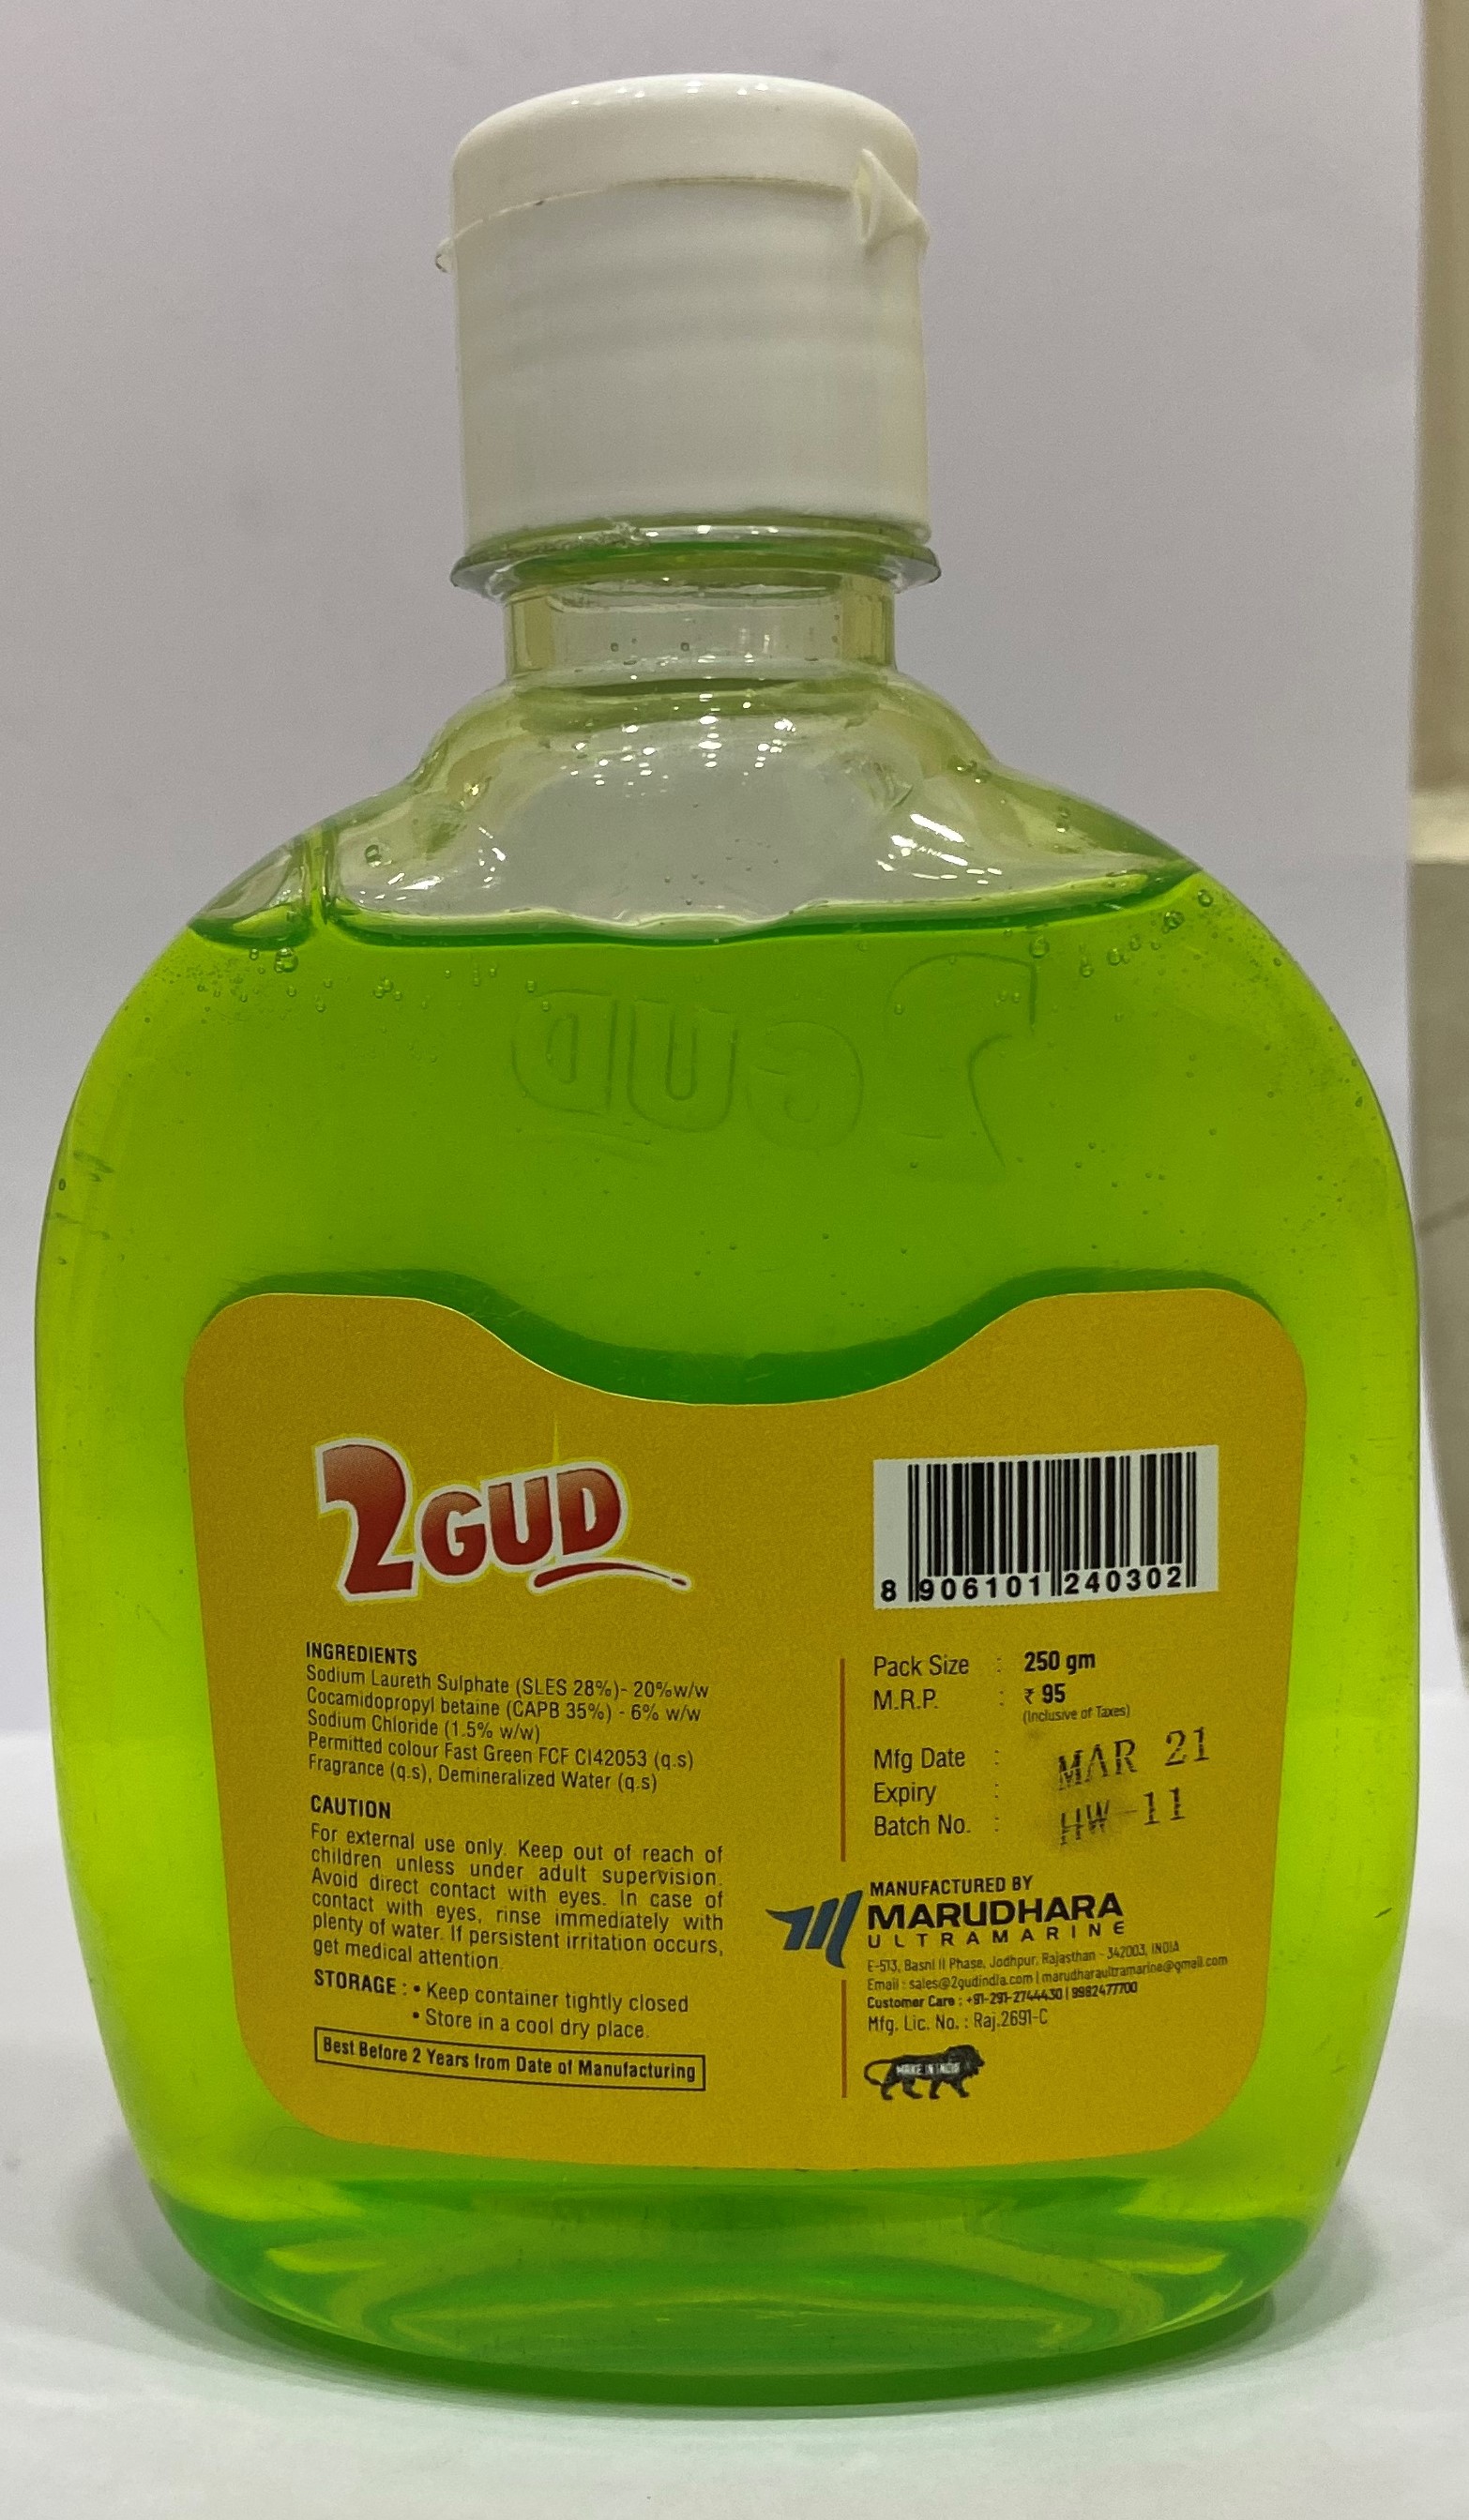 2GUD
2GUD
INGREDIENTS
Sodium Laureth Sulphate (SLES 28%)- 20%w/w
Cocamidopropyl betaine (CAPB 35%) - 6% w/w
Sodium Chloride (1.5% w/w)
Permitted colour Fast Green FCF CI42053 (q.s)
Fragrance (q.s), Demineralized Water (q.s)
CAUTION
For external use only. Keep out of reach of
children unless under adult supervision.
Avoid direct contact with eyes. In case of
contact with eyes, rinse immediately with
plenty of water. If persistent irritation occurs,
get medical attention.
STORAGE : • Keep container tightly closed
• Store in a cool dry place.
Best Before 2 Years from Date of Manufacturing
8 906101 240302
Pack Size : 250 gm
M.R.P. : ₹ 95
(Inclusive of Taxes)
Mfg Date : MAR 21
Expiry :
Batch No. : HW-11
MANUFACTURED BY
MARUDHARA
ULTRAMARINE
E-513, Basni II Phase, Jodhpur, Rajasthan - 342003, INDIA
Email : sales@2gudindia.com | marudharaultramarine@gmail.com
Customer Care : +91-291-2744430 | 9982477700
Mfg. Lic. No. : Raj.2691-C
MAKE IN INDIA